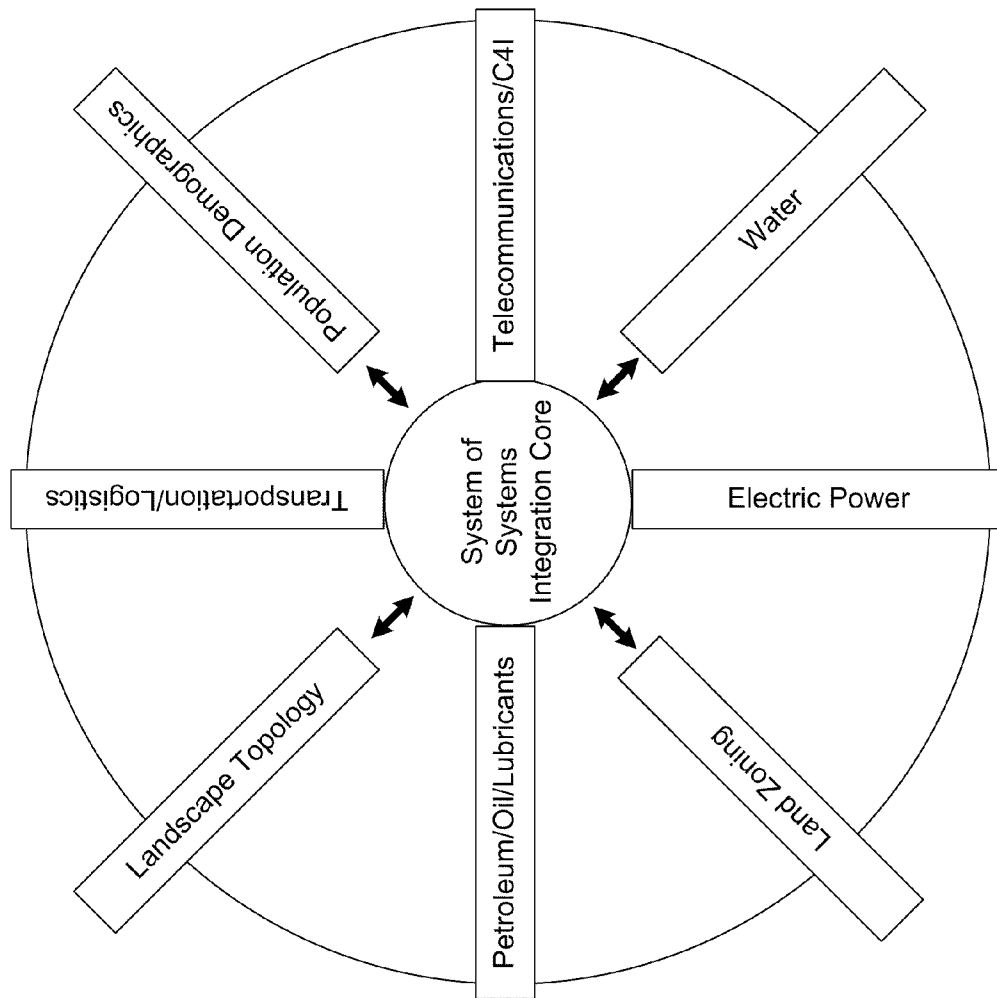 System of
Systems
Integration Core
Telecommunications/C4I
Water
Electric Power
Land Zoning
Petroleum/Oil/Lubricants
Landscape Topology
Transportation/Logistics
Population Demographics